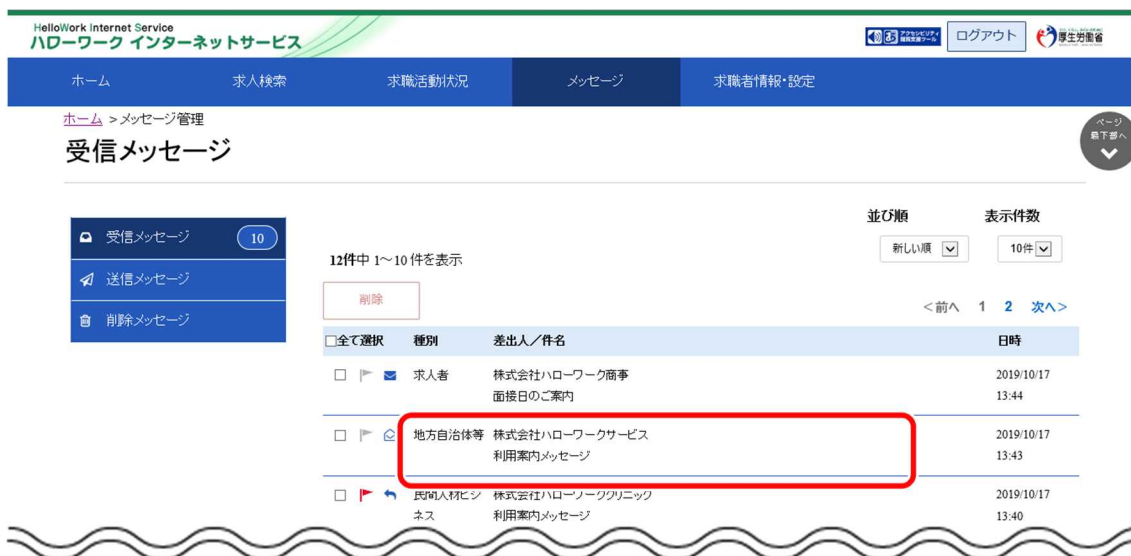 HelloWork Internet Service
ハローワーク インターネットサービス
ログアウト
厚生労働省
ホーム 求人検索 求職活動状況 メッセージ 求職者情報・設定
ホーム >メッセージ管理
ページ
最下部へ
受信メッセージ
並び順 表示件数
受信メッセージ 10
新しい順 10件
12件中 1～10 件を表示
送信メッセージ
削除
削除メッセージ
<前へ 1 2 次へ>
全て選択 種別 差出人／件名 日時
求人者 株式会社ハローワーク商事 2019/10/17
面接日のご案内 13:44
地方自治体等 株式会社ハローワークサービス 2019/10/17
利用案内メッセージ 13:43
民間人材ビジ 株式会社ハローワーククリニック 2019/10/17
ネス 利用案内メッセージ 13:40